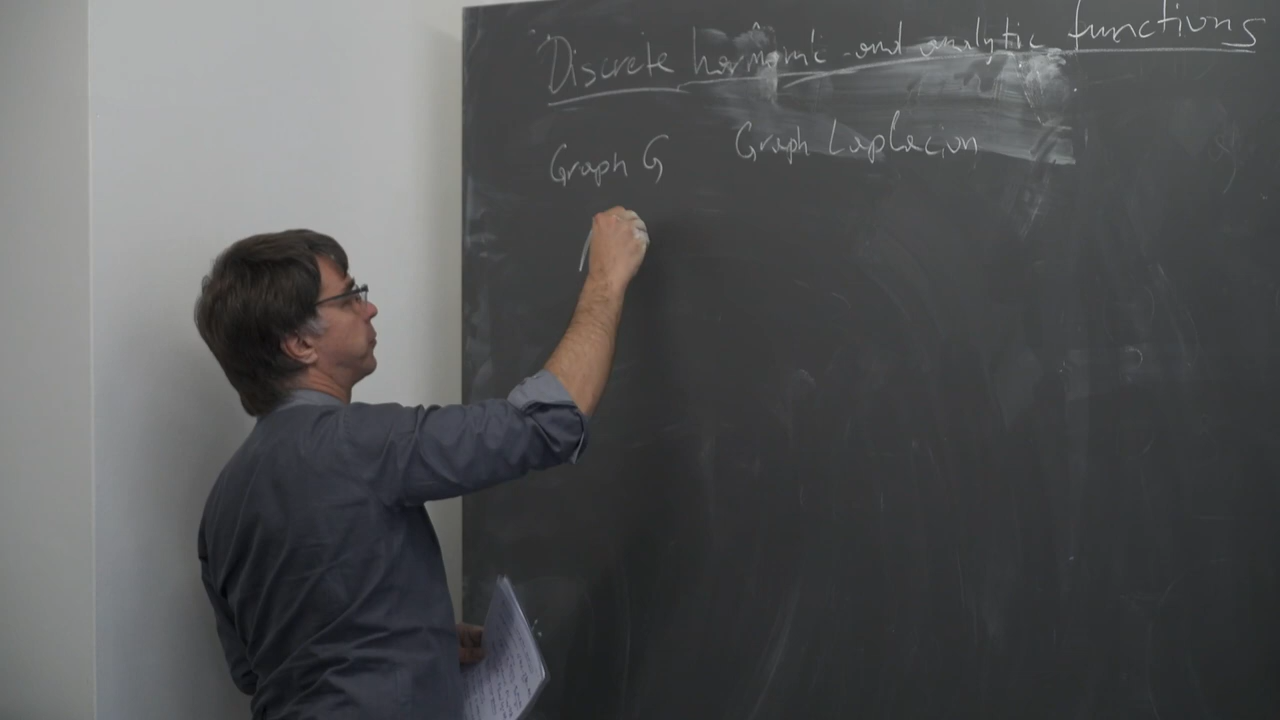 Discrete harmonic and analytic functions
Graph G Graph Laplacian